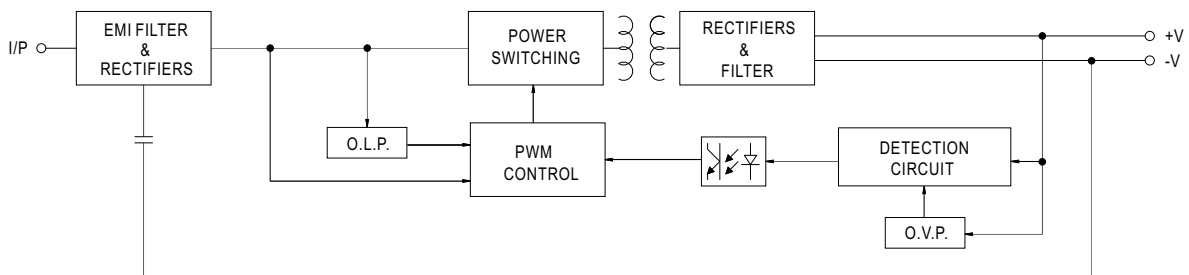 I/P
EMI FILTER
&
RECTIFIERS
POWER
SWITCHING
RECTIFIERS
&
FILTER
+V
-V
O.L.P.
PWM
CONTROL
DETECTION
CIRCUIT
O.V.P.